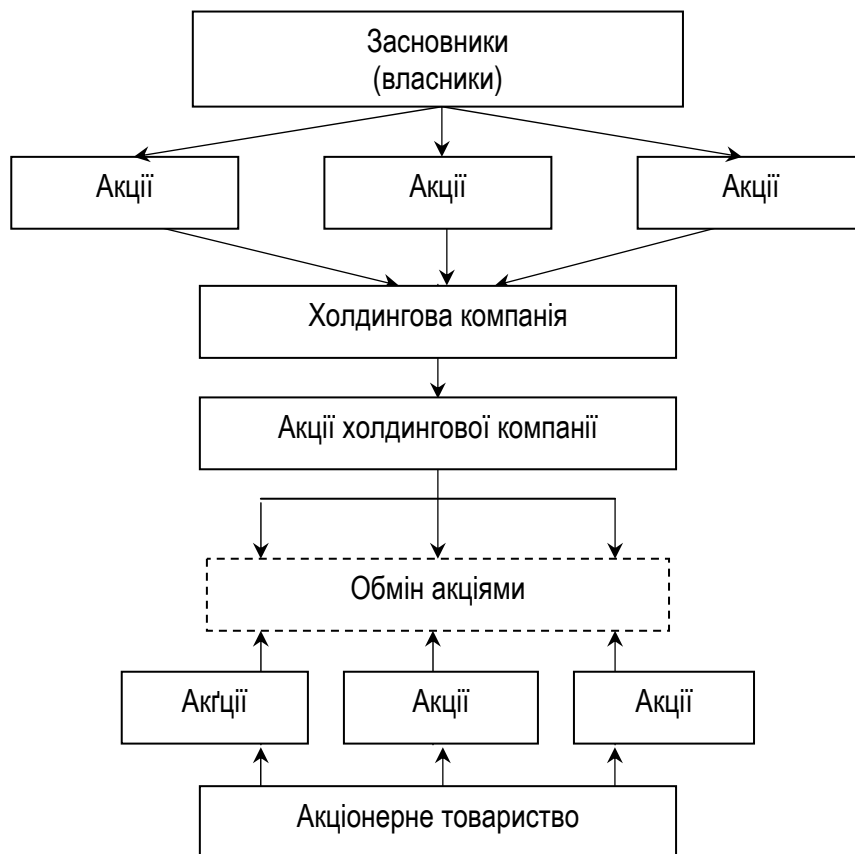 Засновники
(власники)
Акції
Акції
Акції
Холдингова компанія
Акції холдингової компанії
Обмін акціями
Акґції
Акції
Акції
Акціонерне товариство